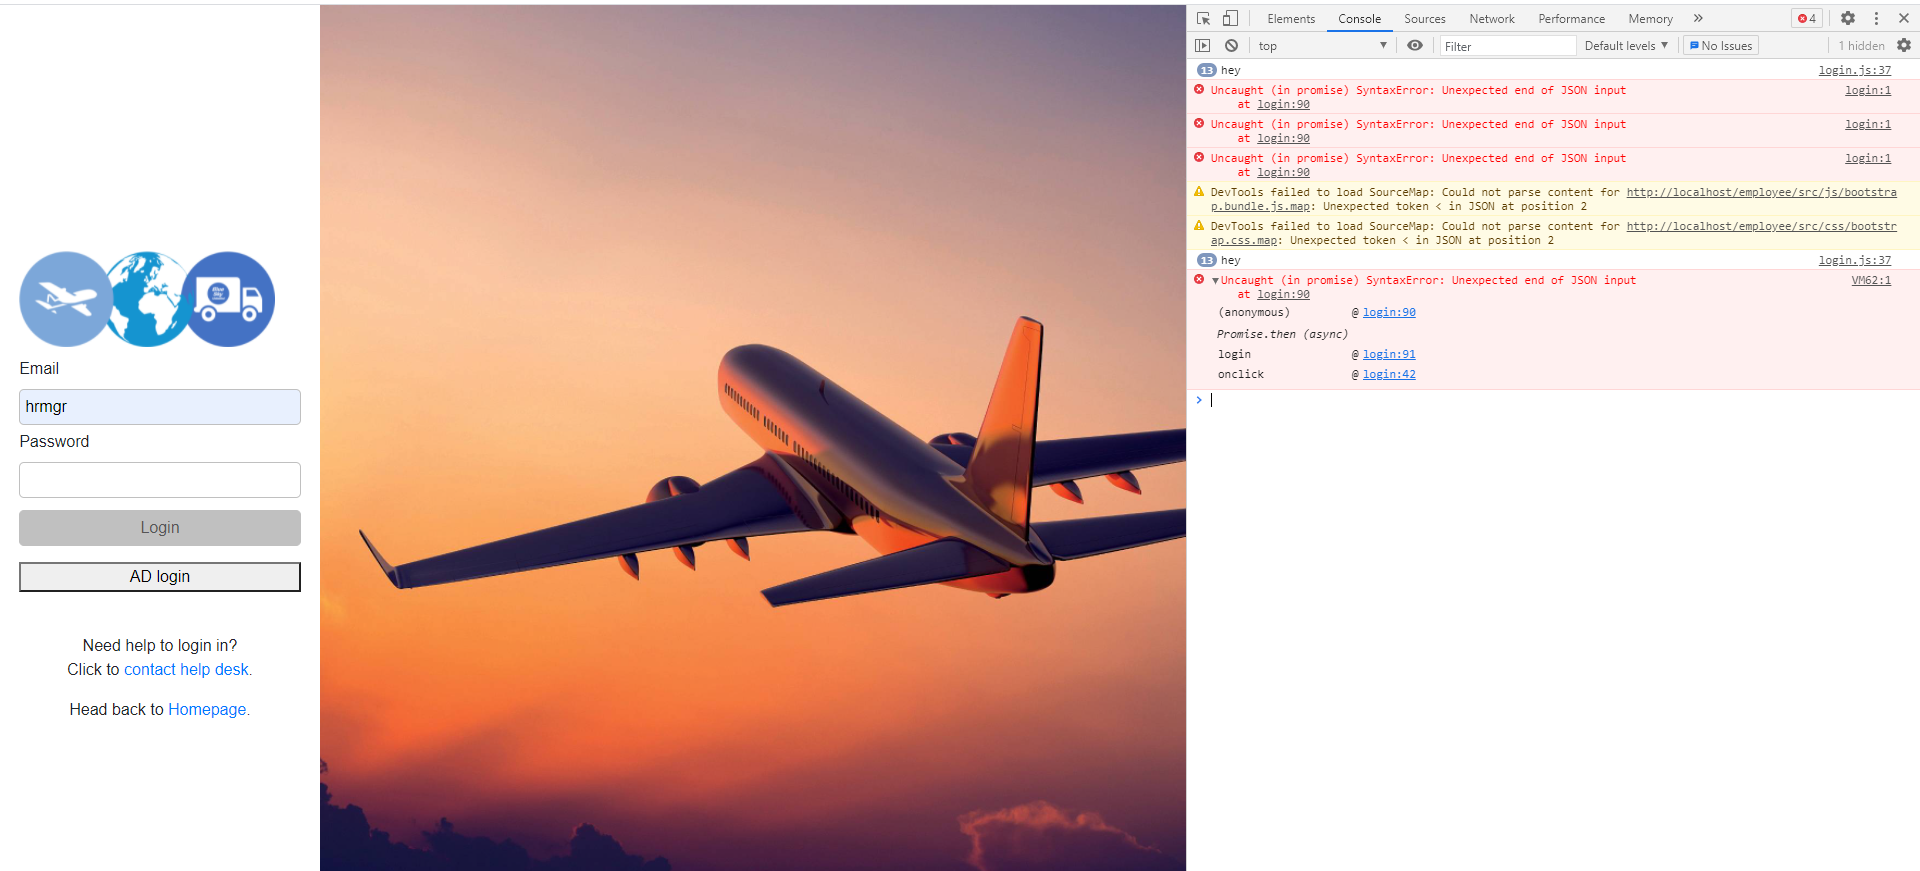 Email
hrmgr
Password
Login
AD login
Need help to login in?
Click to contact help desk.
Head back to Homepage.
Elements Console Sources Network Performance Memory » 4
top Filter Default levels No Issues 1 hidden
13 hey login.js:37
Uncaught (in promise) SyntaxError: Unexpected end of JSON input login:1
at login:90
Uncaught (in promise) SyntaxError: Unexpected end of JSON input login:1
at login:90
Uncaught (in promise) SyntaxError: Unexpected end of JSON input login:1
at login:90
DevTools failed to load SourceMap: Could not parse content for http://localhost/employee/src/js/bootstra
p.bundle.js.map: Unexpected token < in JSON at position 2
DevTools failed to load SourceMap: Could not parse content for http://localhost/employee/src/css/bootstr
ap.css.map: Unexpected token < in JSON at position 2
13 hey login.js:37
Uncaught (in promise) SyntaxError: Unexpected end of JSON input VM62:1
at login:90
(anonymous) @ login:90
Promise.then (async)
login @ login:91
onclick @ login:42
>